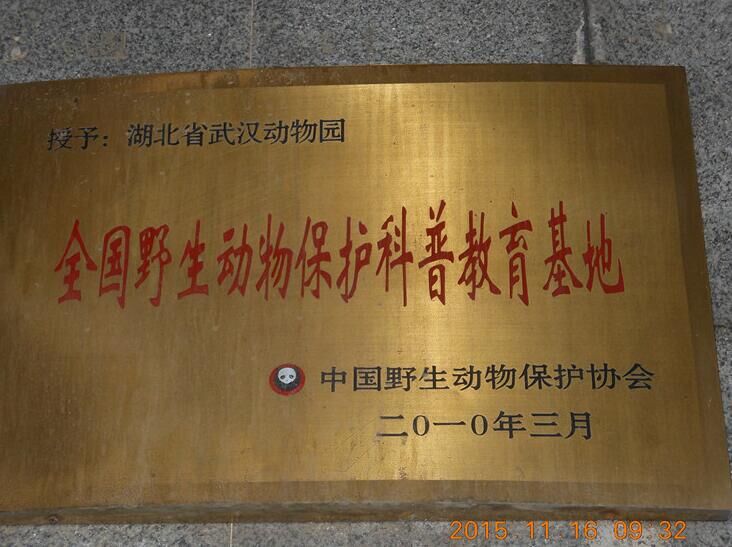 授予：湖北省武汉动物园
全国野生动物保护科普教育基地
中国野生动物保护协会
二〇一〇年三月
2015.11.16 09:32